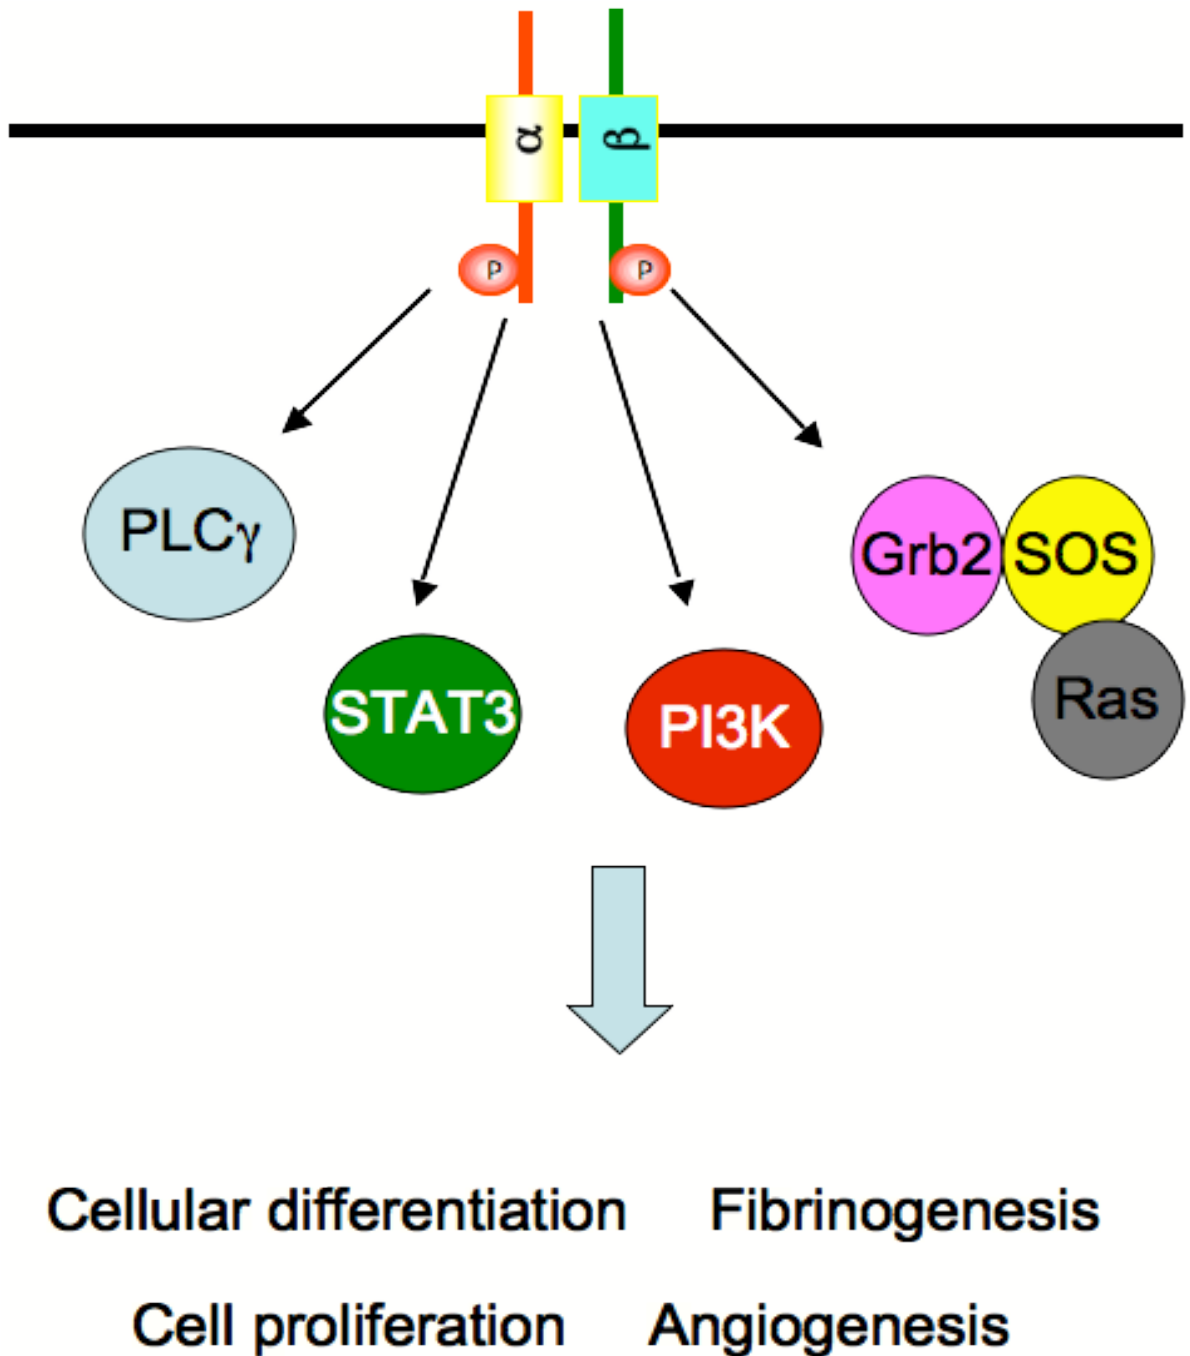 α β
P P
PLCγ
Grb2 SOS
STAT3 PI3K Ras
Cellular differentiation Fibrinogenesis
Cell proliferation Angiogenesis